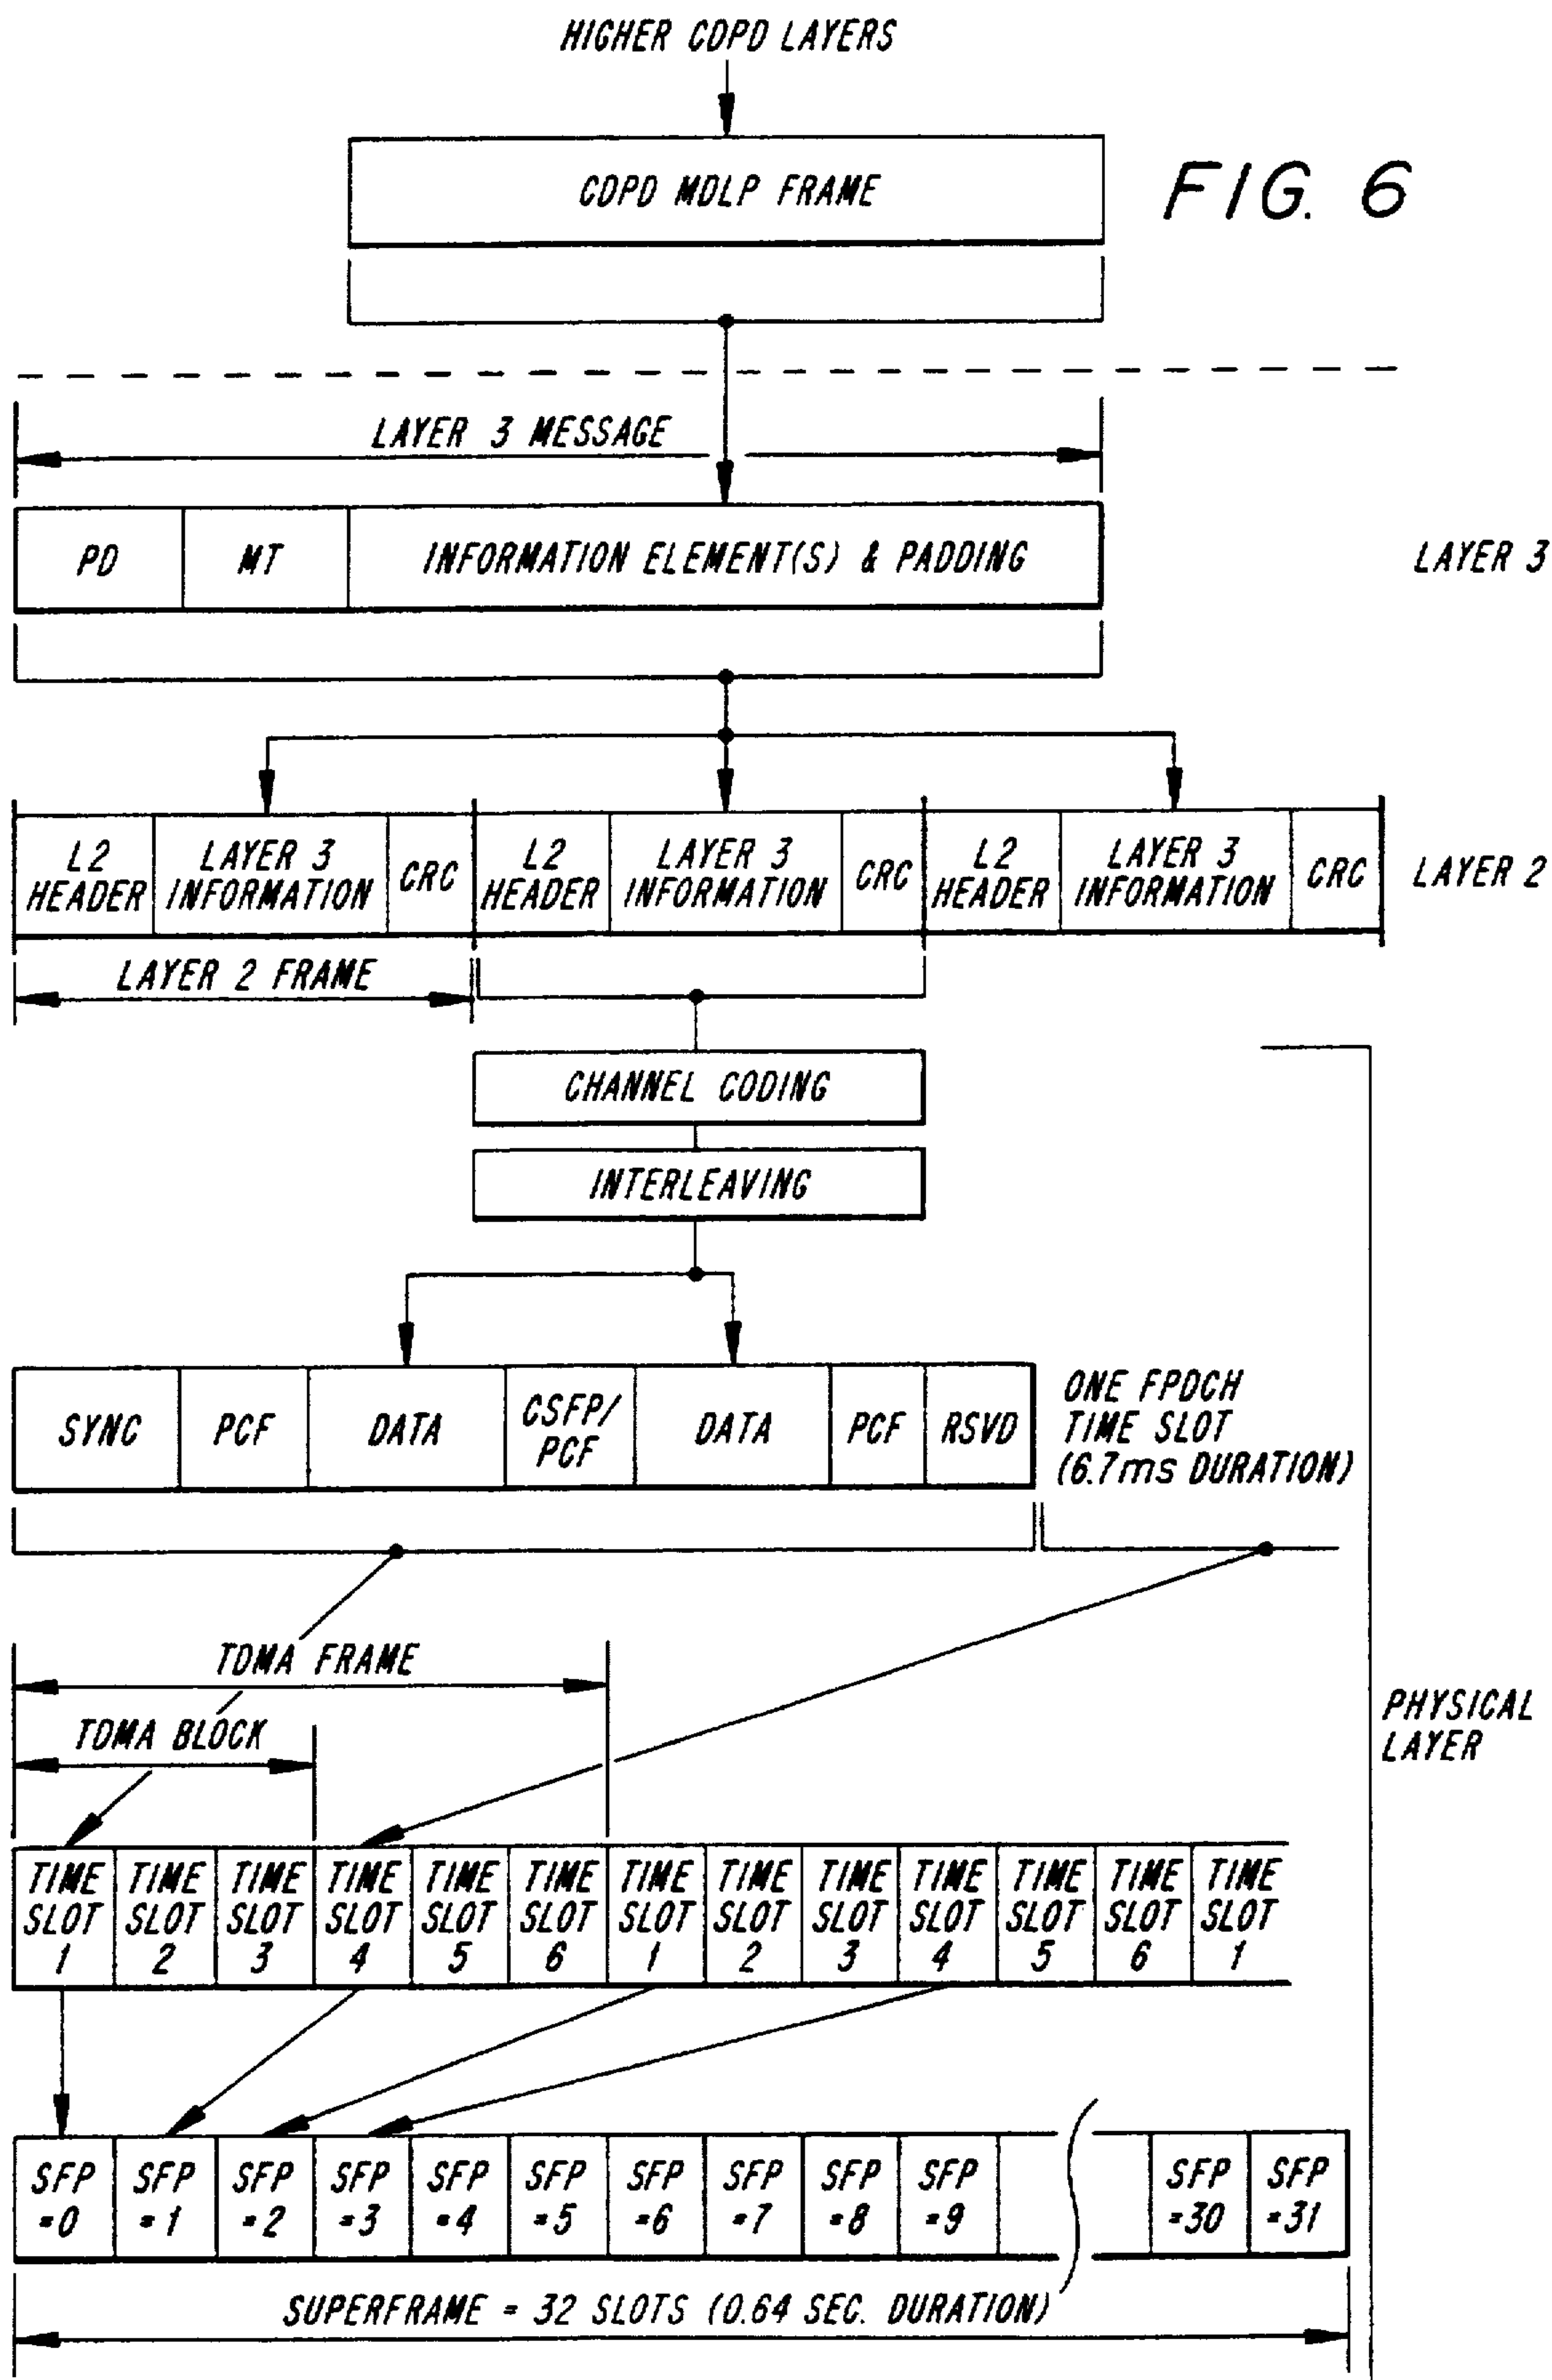 HIGHER CDPD LAYERS
CDPD MDLP FRAME
FIG. 6
LAYER 3 MESSAGE
PD MT INFORMATION ELEMENT(S) & PADDING
LAYER 3
L2 HEADER
LAYER 3 INFORMATION
CRC
L2 HEADER
LAYER 3 INFORMATION
CRC
L2 HEADER
LAYER 3 INFORMATION
CRC
LAYER 2
LAYER 2 FRAME
CHANNEL CODING
INTERLEAVING
SYNC
PCF
DATA
CSFP/
PCF
DATA
PCF
RSVD
ONE FPDCH
TIME SLOT
(6.7ms DURATION)
TDMA FRAME
TDMA BLOCK
PHYSICAL
LAYER
TIME SLOT 1
TIME SLOT 2
TIME SLOT 3
TIME SLOT 4
TIME SLOT 5
TIME SLOT 6
TIME SLOT 1
TIME SLOT 2
TIME SLOT 3
TIME SLOT 4
TIME SLOT 5
TIME SLOT 6
TIME SLOT 1
SFP =0
SFP =1
SFP =2
SFP =3
SFP =4
SFP =5
SFP =6
SFP =7
SFP =8
SFP =9
SFP =30
SFP =31
SUPERFRAME = 32 SLOTS (0.64 SEC. DURATION)